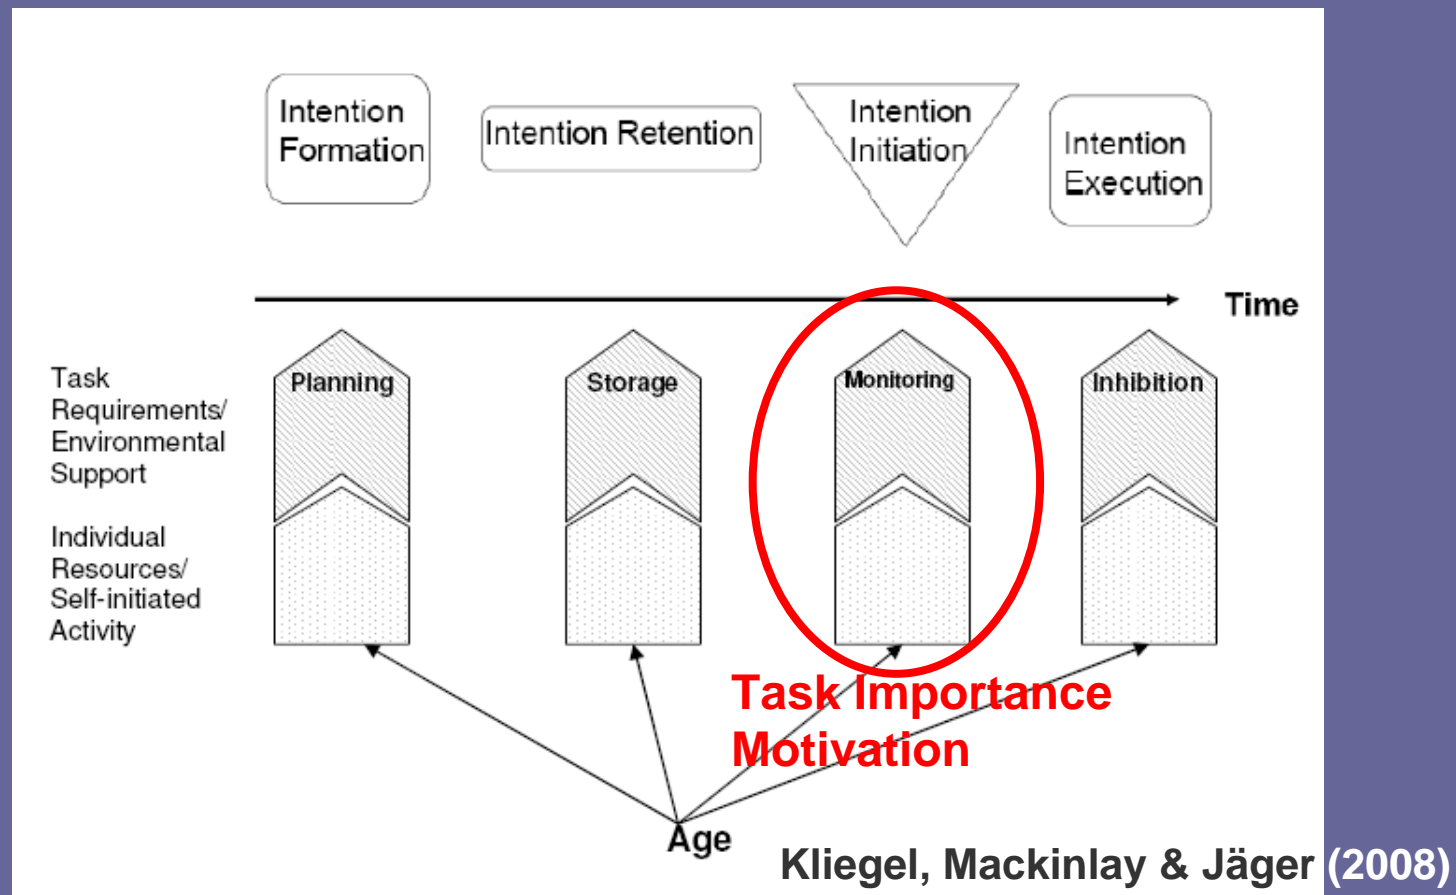 Intention
Formation
Intention Retention
Intention
Initiation
Intention
Execution
Time
Task
Requirements/
Environmental
Support
Planning
Storage
Monitoring
Inhibition
Individual
Resources/
Self-initiated
Activity
Task Importance
Motivation
Age
Kliegel, Mackinlay & Jäger (2008)